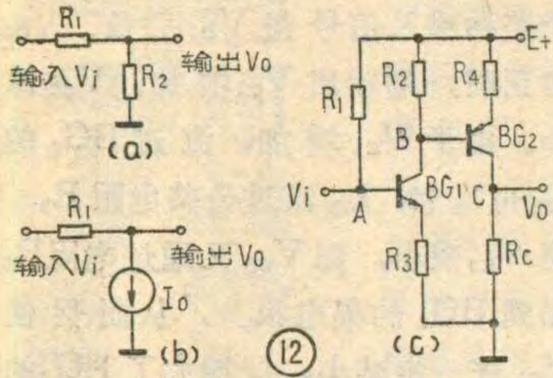 R1
输入Vi
R2
输出Vo
(a)
R1
输入Vi
I0
输出Vo
(b)
12
E+
R1
R2
R4
B
BG2
Vi
A
BG1
C
Vo
R3
Rc
(c)